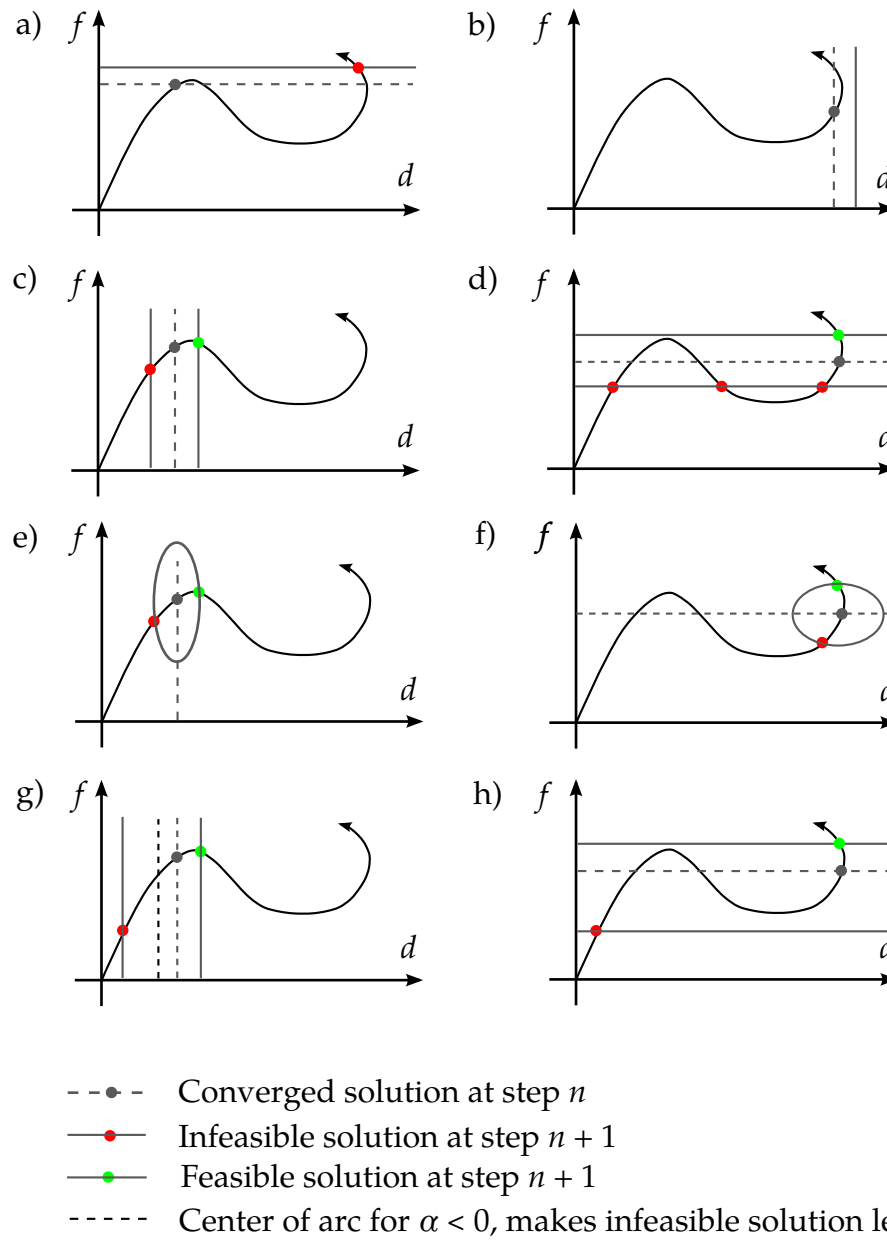 a) f d
b) f
c) f d
d) f d
e) f d
f) f d
g) f d
h) f d
Converged solution at step n
Infeasible solution at step n + 1
Feasible solution at step n + 1
Center of arc for α < 0, makes infeasible solution le